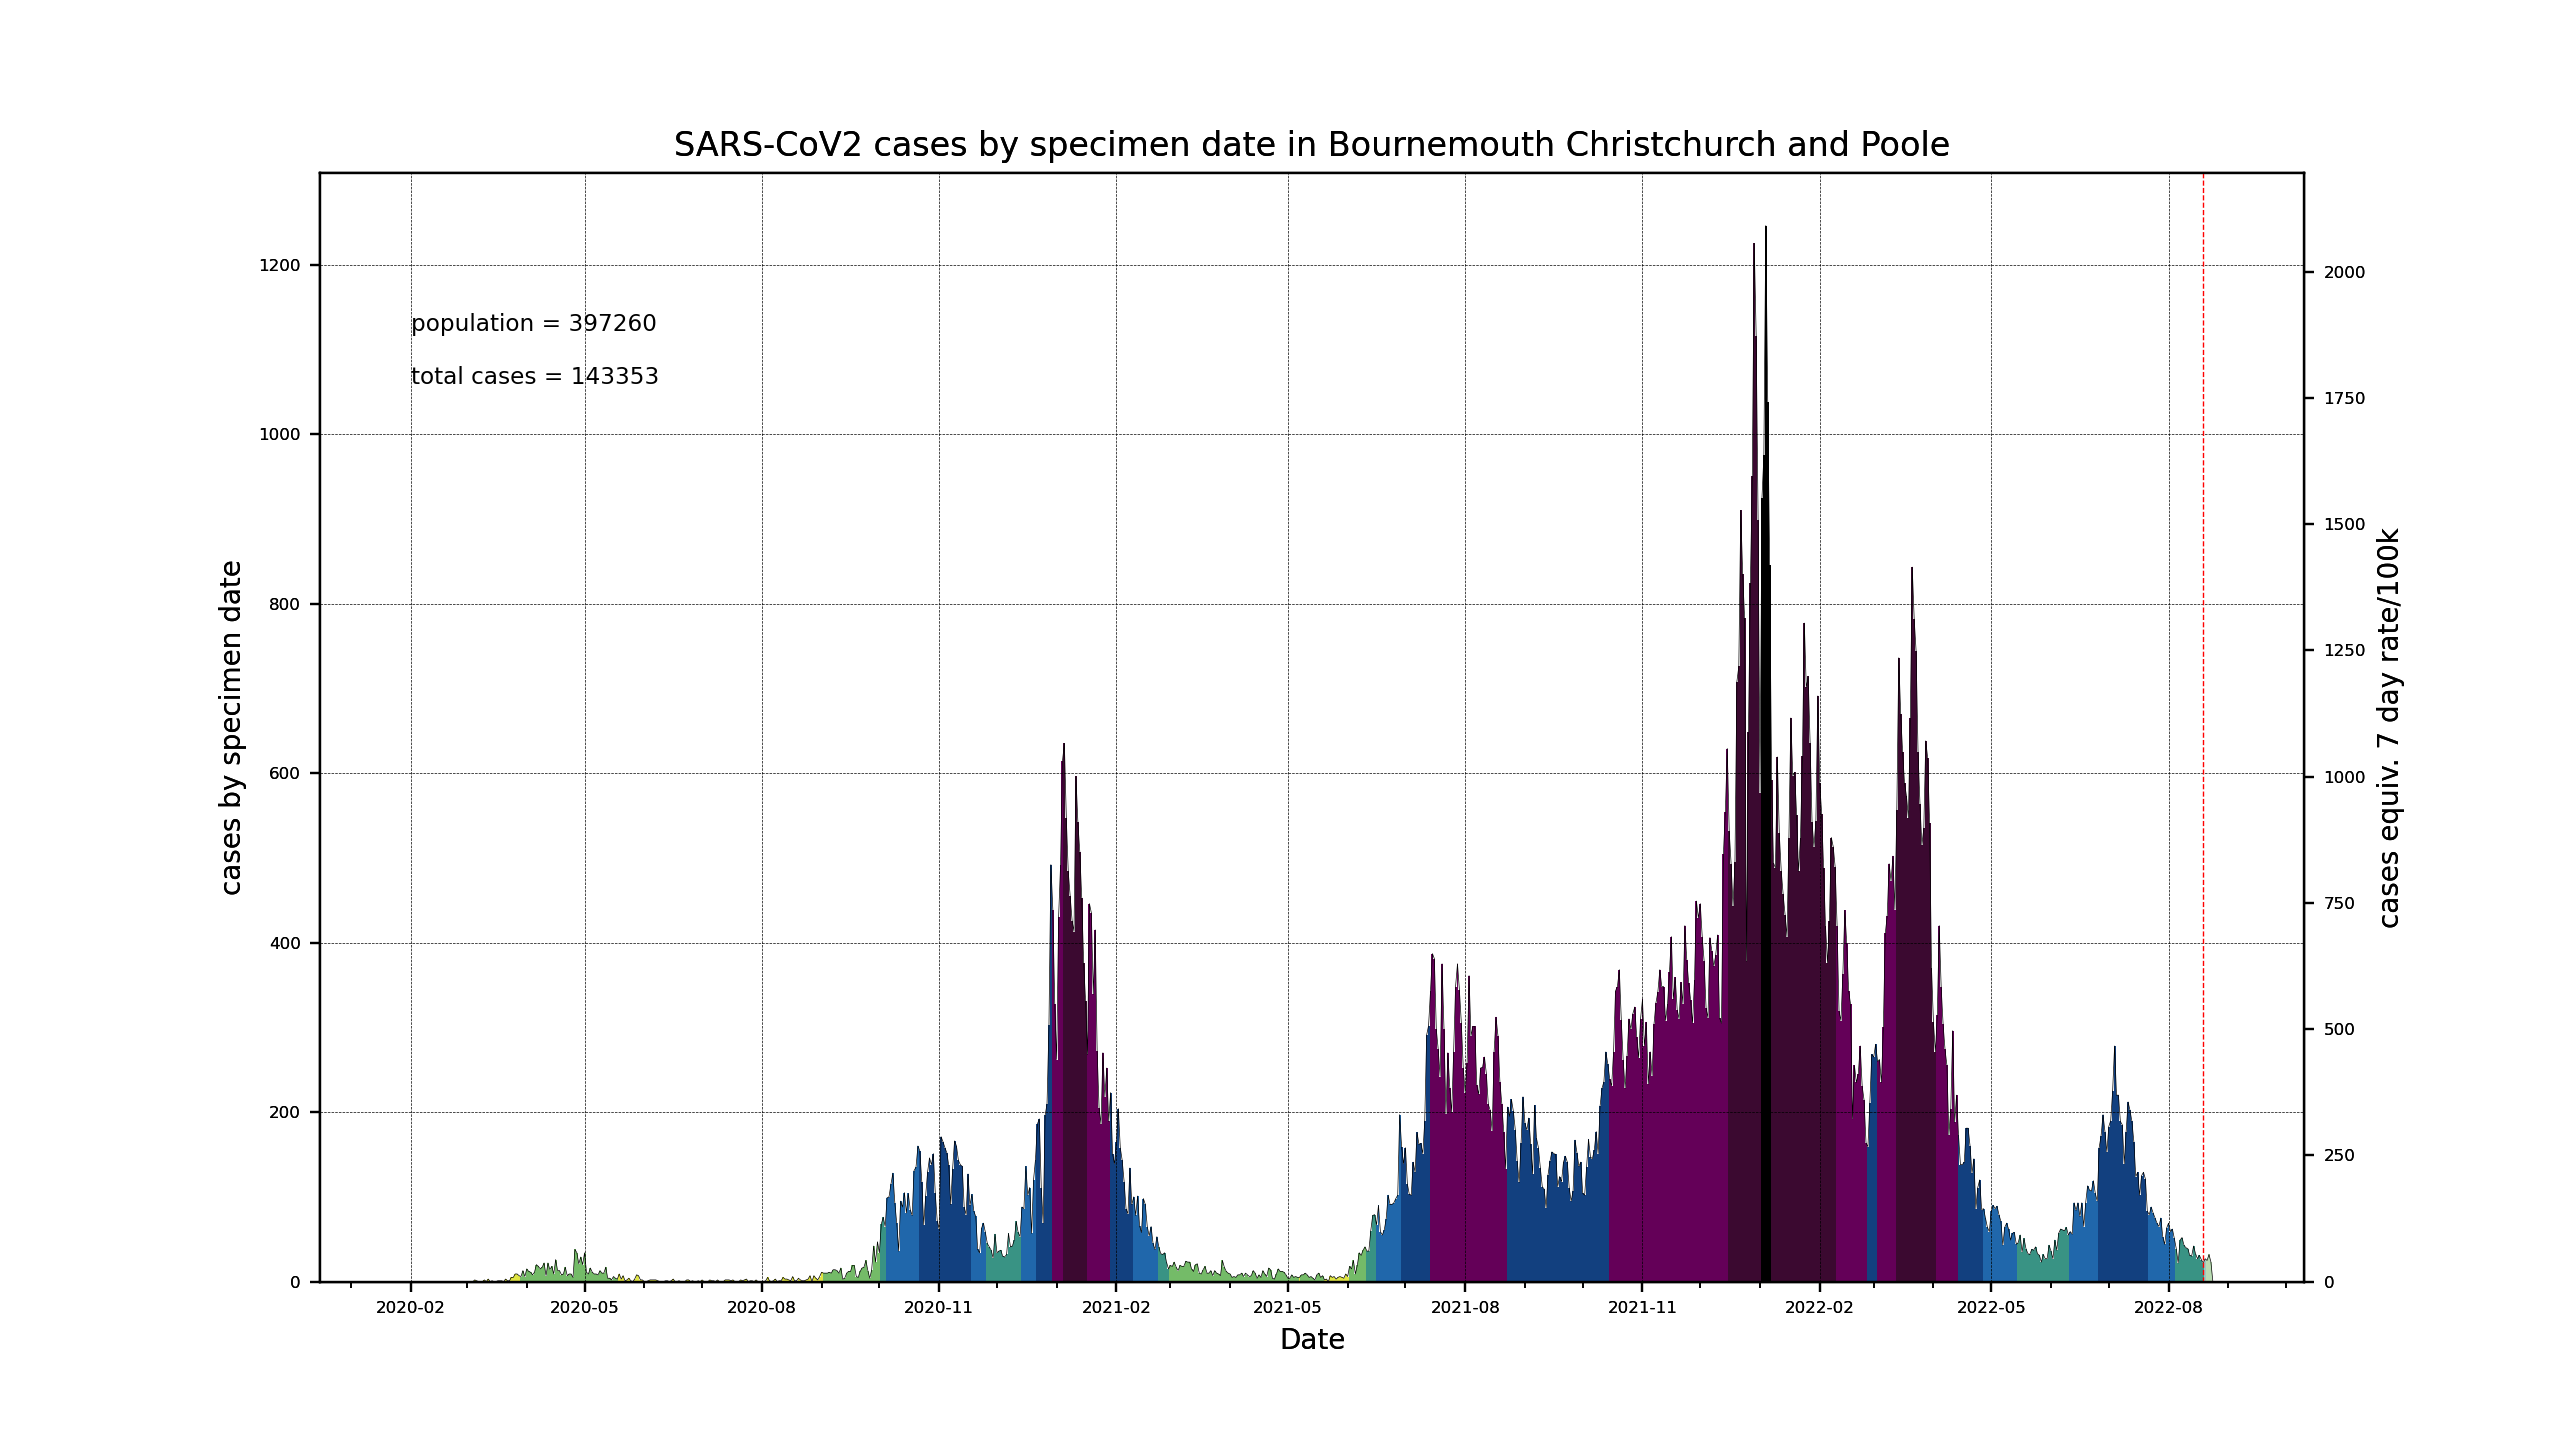 SARS-CoV2 cases by specimen date in Bournemouth Christchurch and Poole
population = 397260
total cases = 143353
cases by specimen date
1200
1000
800
600
400
200
0
2000
1750
1500
1250
1000
750
500
250
0
cases equiv. 7 day rate/100k
2020-02 2020-05 2020-08 2020-11 2021-02 2021-05 2021-08 2021-11 2022-02 2022-05 2022-08
Date